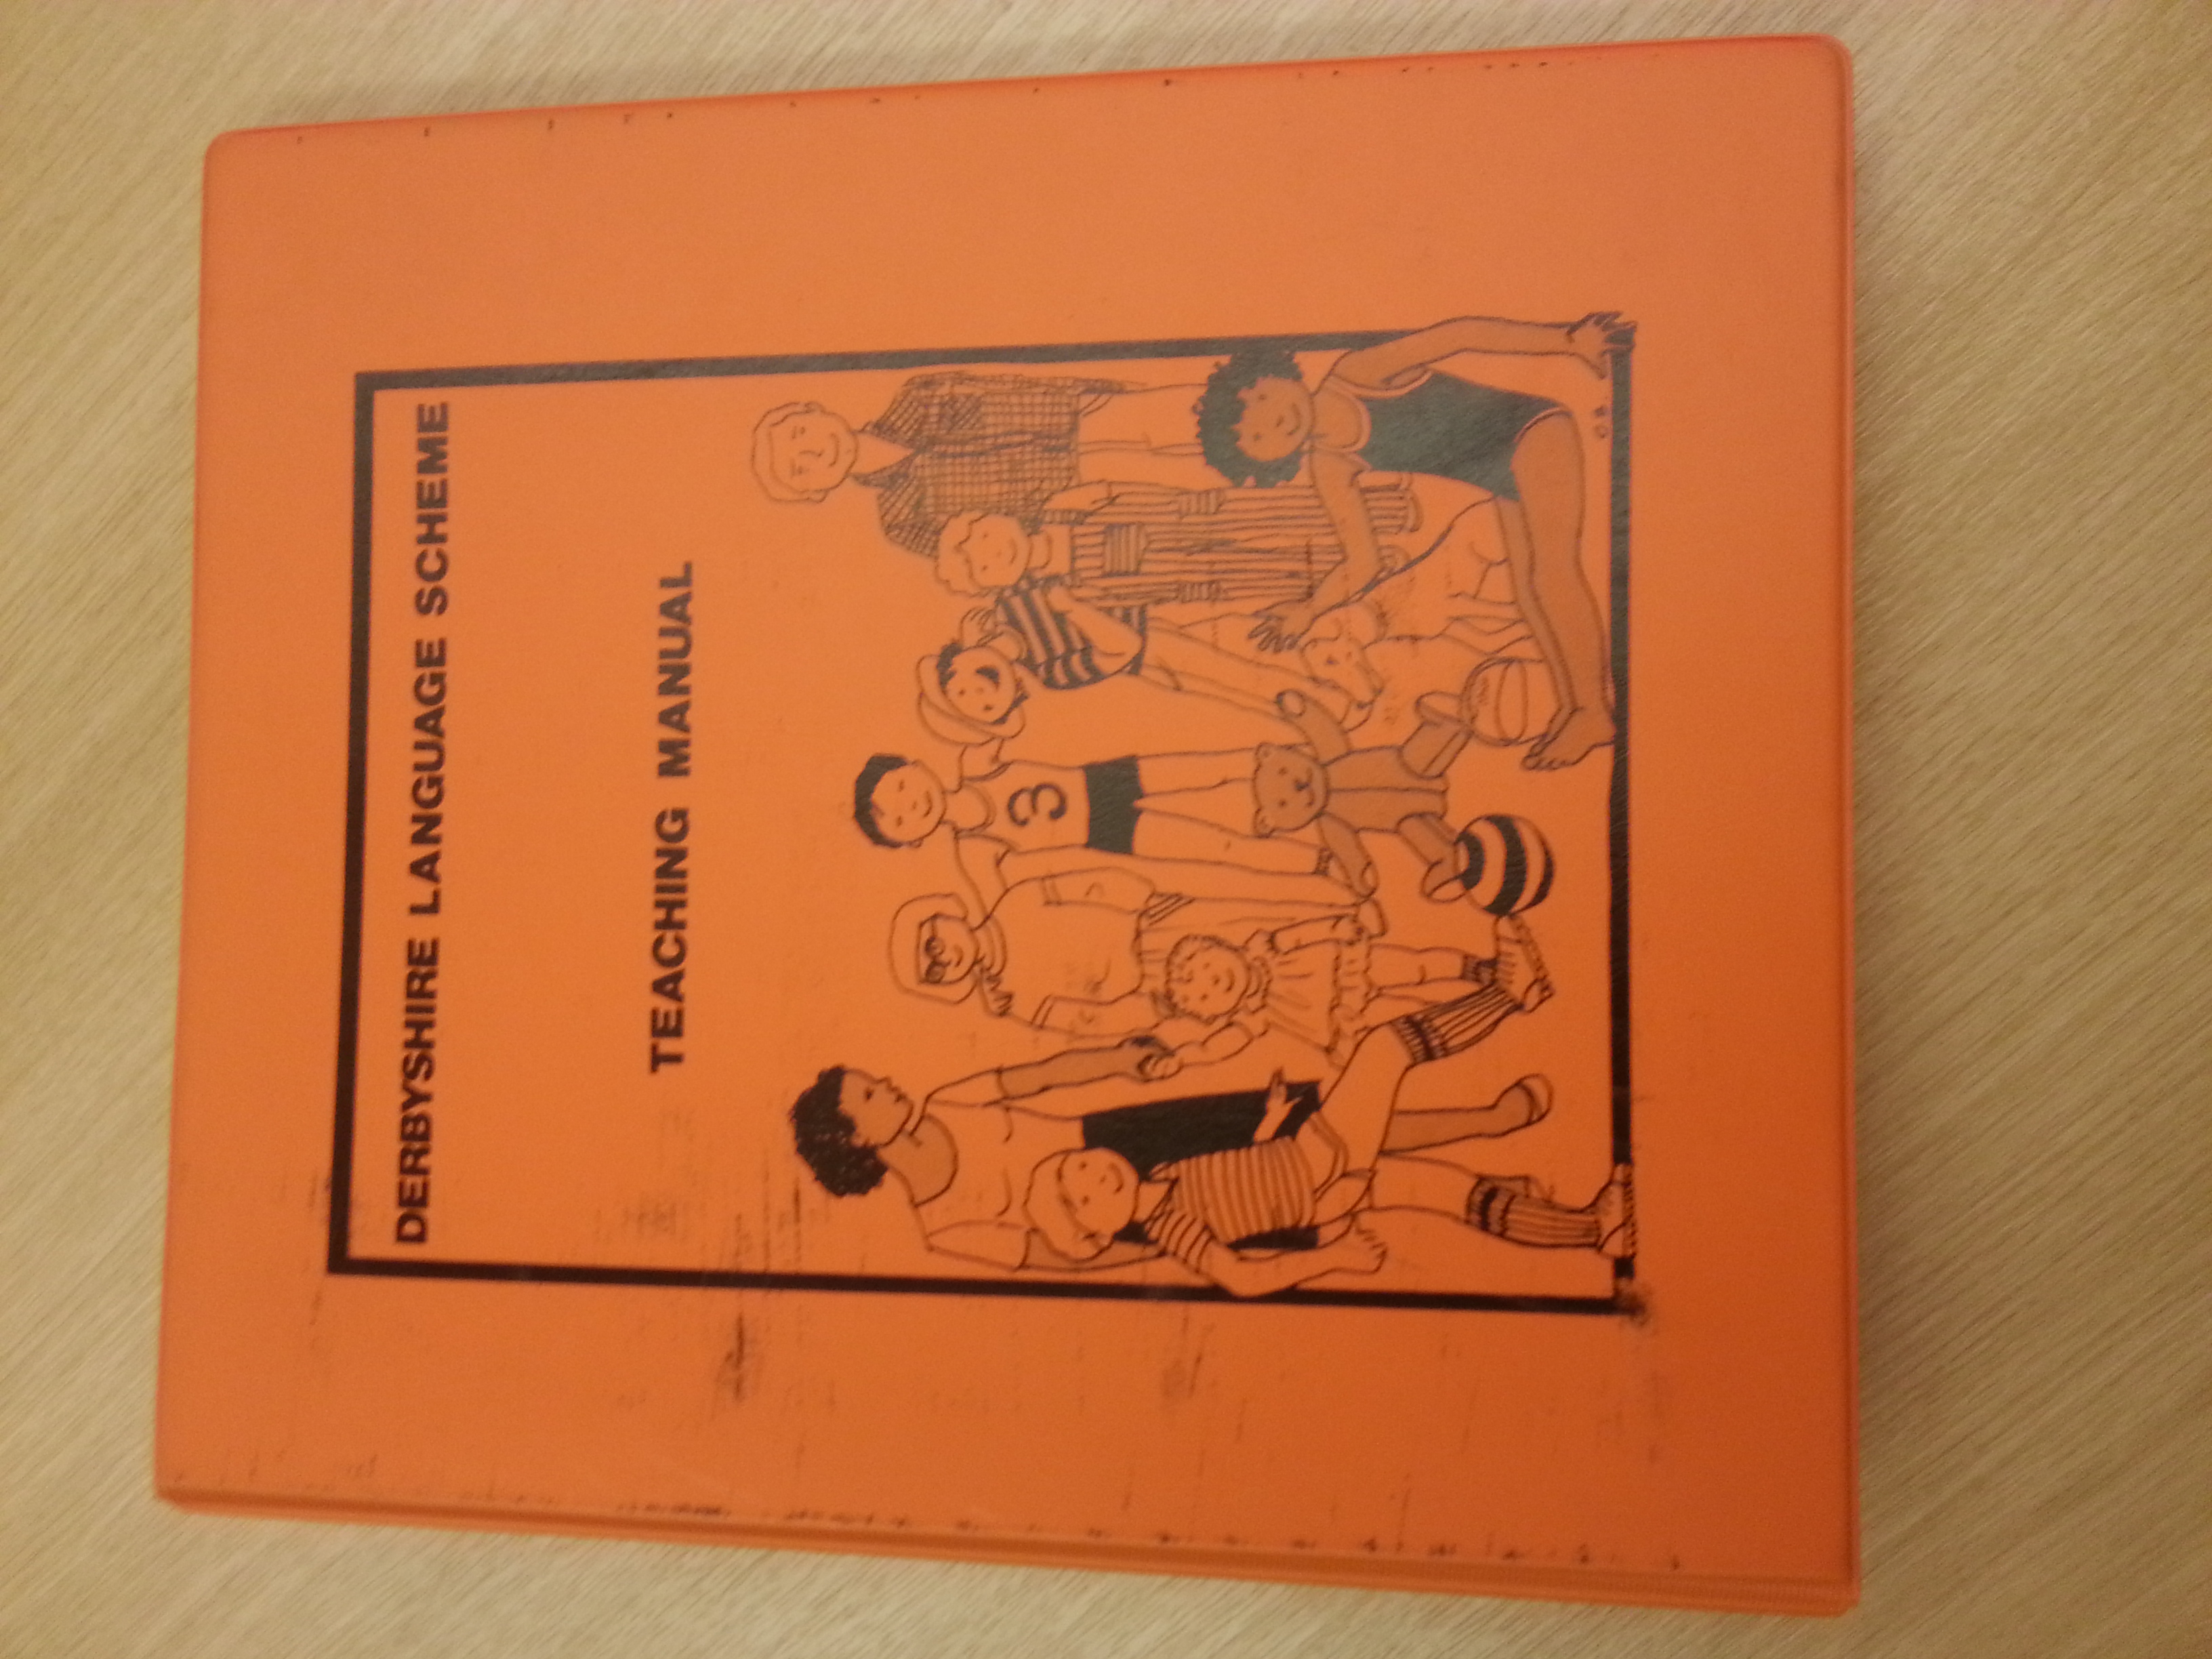 DERBYSHIRE LANGUAGE SCHEME
TEACHING MANUAL
3